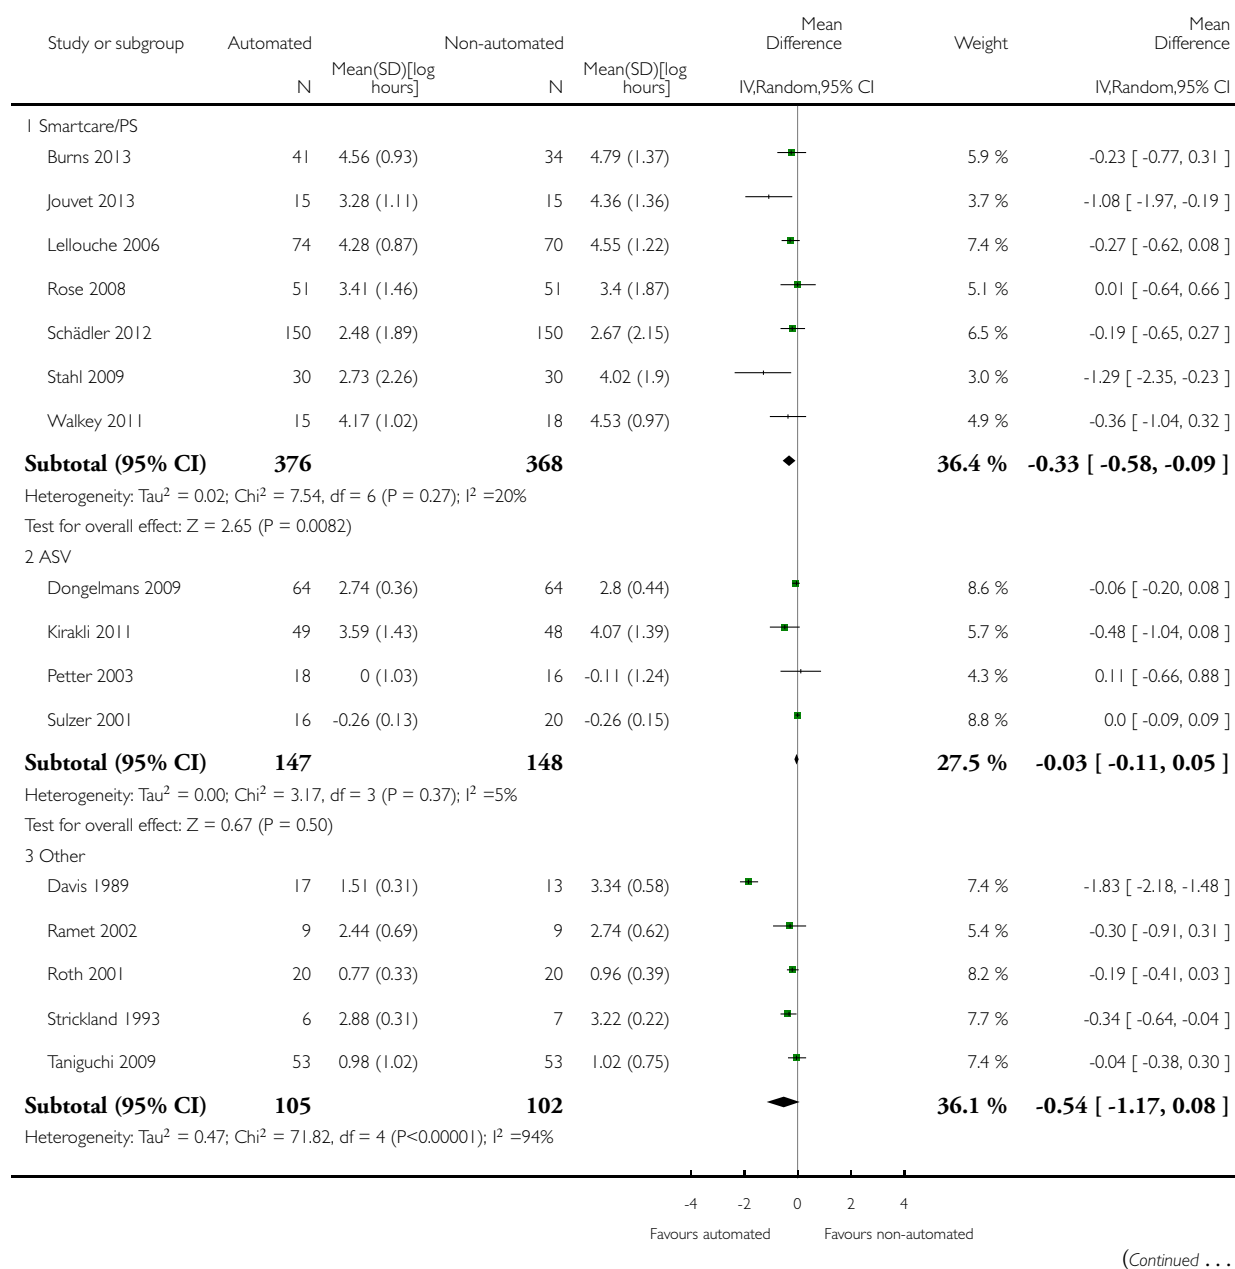 Study or subgroup Automated Non-automated Mean Difference Weight Mean Difference
N Mean(SD)[log hours] N Mean(SD)[log hours] IV,Random,95% CI IV,Random,95% CI
1 Smartcare/PS
Burns 2013 41 4.56 (0.93) 34 4.79 (1.37) 5.9 % -0.23 [ -0.77, 0.31 ]
Jouvet 2013 15 3.28 (1.11) 15 4.36 (1.36) 3.7 % -1.08 [ -1.97, -0.19 ]
Lellouche 2006 74 4.28 (0.87) 70 4.55 (1.22) 7.4 % -0.27 [ -0.62, 0.08 ]
Rose 2008 51 3.41 (1.46) 51 3.4 (1.87) 5.1 % 0.01 [ -0.64, 0.66 ]
Schädler 2012 150 2.48 (1.89) 150 2.67 (2.15) 6.5 % -0.19 [ -0.65, 0.27 ]
Stahl 2009 30 2.73 (2.26) 30 4.02 (1.9) 3.0 % -1.29 [ -2.35, -0.23 ]
Walkey 2011 15 4.17 (1.02) 18 4.53 (0.97) 4.9 % -0.36 [ -1.04, 0.32 ]
Subtotal (95% CI) 376 368 36.4 % -0.33 [ -0.58, -0.09 ]
Heterogeneity: Tau² = 0.02; Chi² = 7.54, df = 6 (P = 0.27); I² =20%
Test for overall effect: Z = 2.65 (P = 0.0082)
2 ASV
Dongelmans 2009 64 2.74 (0.36) 64 2.8 (0.44) 8.6 % -0.06 [ -0.20, 0.08 ]
Kirakli 2011 49 3.59 (1.43) 48 4.07 (1.39) 5.7 % -0.48 [ -1.04, 0.08 ]
Petter 2003 18 0 (1.03) 16 -0.11 (1.24) 4.3 % 0.11 [ -0.66, 0.88 ]
Sulzer 2001 16 -0.26 (0.13) 20 -0.26 (0.15) 8.8 % 0.0 [ -0.09, 0.09 ]
Subtotal (95% CI) 147 148 27.5 % -0.03 [ -0.11, 0.05 ]
Heterogeneity: Tau² = 0.00; Chi² = 3.17, df = 3 (P = 0.37); I² =5%
Test for overall effect: Z = 0.67 (P = 0.50)
3 Other
Davis 1989 17 1.51 (0.31) 13 3.34 (0.58) 7.4 % -1.83 [ -2.18, -1.48 ]
Ramet 2002 9 2.44 (0.69) 9 2.74 (0.62) 5.4 % -0.30 [ -0.91, 0.31 ]
Roth 2001 20 0.77 (0.33) 20 0.96 (0.39) 8.2 % -0.19 [ -0.41, 0.03 ]
Strickland 1993 6 2.88 (0.31) 7 3.22 (0.22) 7.7 % -0.34 [ -0.64, -0.04 ]
Taniguchi 2009 53 0.98 (1.02) 53 1.02 (0.75) 7.4 % -0.04 [ -0.38, 0.30 ]
Subtotal (95% CI) 105 102 36.1 % -0.54 [ -1.17, 0.08 ]
Heterogeneity: Tau² = 0.47; Chi² = 71.82, df = 4 (P<0.00001); I² =94%
-4 -2 0 2 4
Favours automated Favours non-automated
(Continued . . .